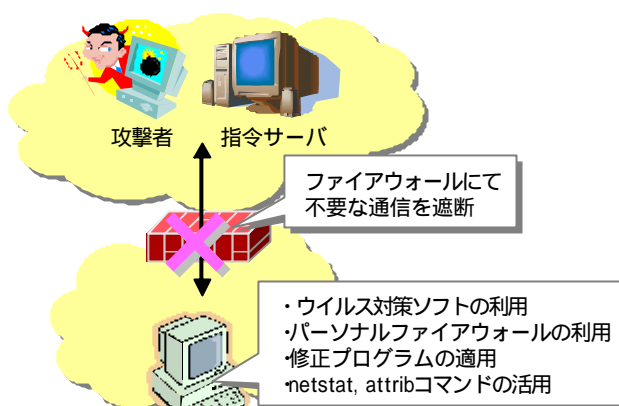 攻撃者 指令サーバ
ファイアウォールにて
不要な通信を遮断
・ウイルス対策ソフトの利用
・パーソナルファイアウォールの利用
・修正プログラムの適用
・netstat, attribコマンドの活用